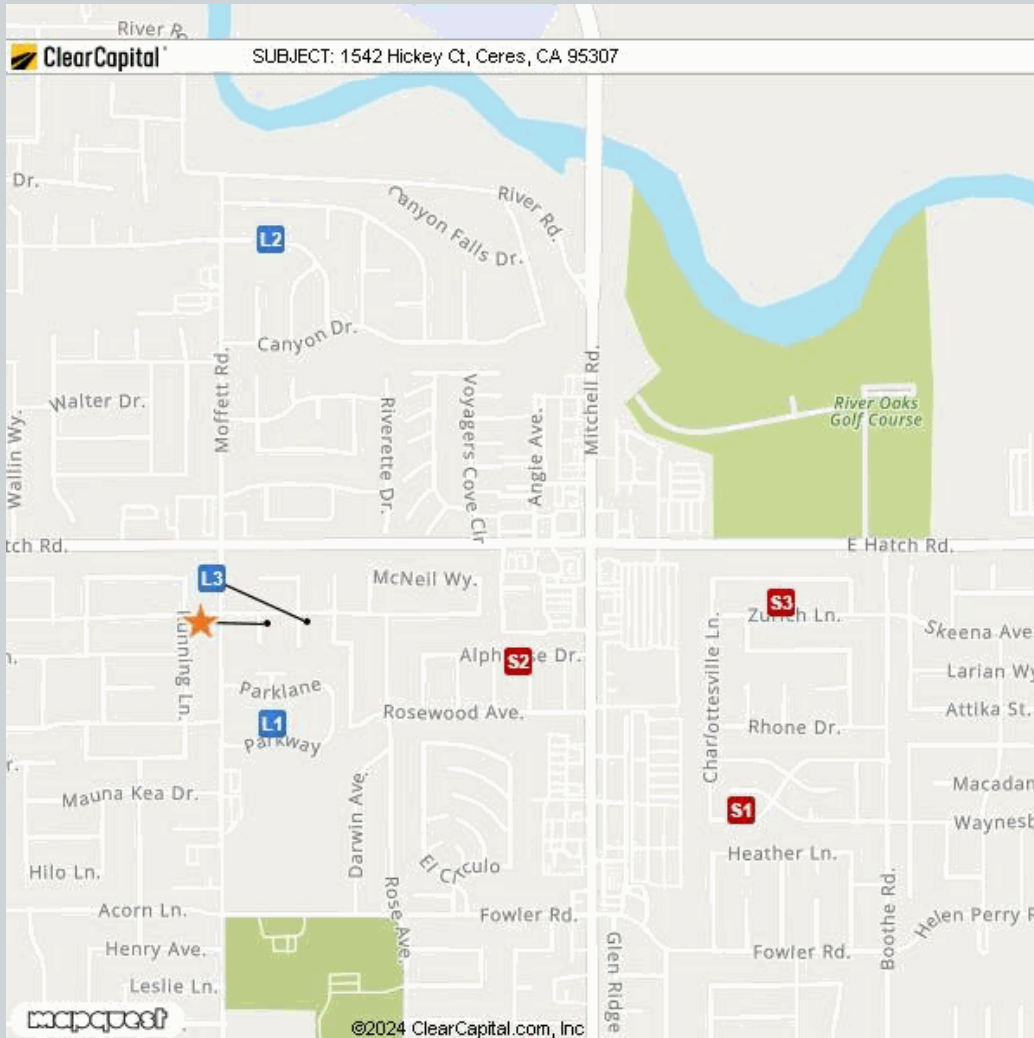 River R
ClearCapital
SUBJECT: 1542 Hickey Ct, Ceres, CA 95307
Dr.
River Rd.
Canyon Falls Dr.
L2
Canyon Dr.
Moffett Rd.
Walter Dr.
Wallin Wy.
Riverette Dr.
Voyagers Cove Cir
Angie Ave.
Mitchell Rd.
River Oaks
Golf Course
tch Rd.
E Hatch Rd.
L3
McNeil Wy.
S3
Zurich Ln.
Charlottesville Ln.
Skeena Ave
n.
S2
Larian Wy
Parklane
L1
Parkway
Rosewood Ave.
Attika St.
Rhone Dr.
r.
Mauna Kea Dr.
Darwin Ave.
Macadan
S1
Waynesb
Hilo Ln.
Heather Ln.
Rose Ave.
Boothe Rd.
Acorn Ln.
Fowler Rd.
Helen Perry R
Henry Ave.
Glen Ridge
Fowler Rd.
Leslie Ln.
mapquest
©2024 ClearCapital.com, Inc